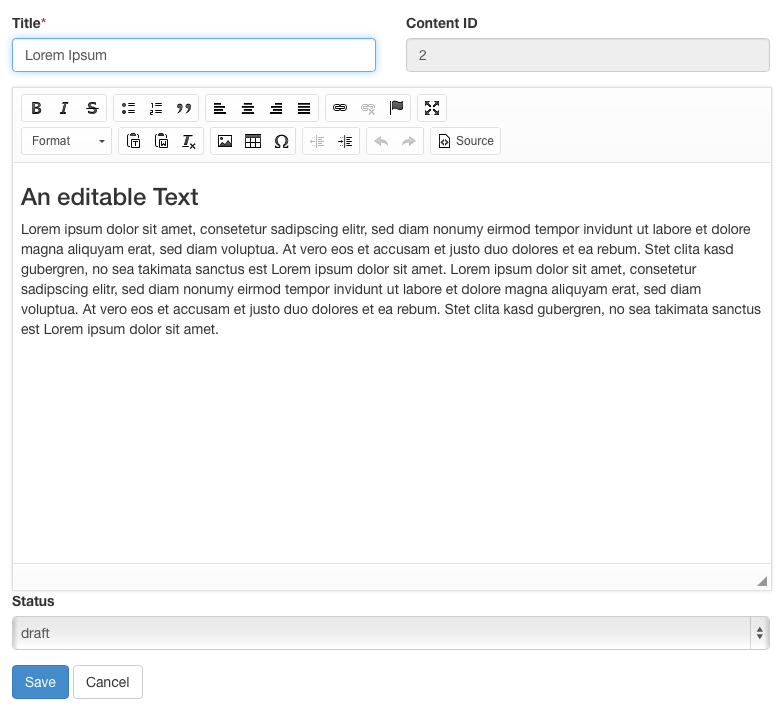 Title* Content ID
Lorem Ipsum 2
B I S
Format Source
An editable Text
Lorem ipsum dolor sit amet, consetetur sadipscing elitr, sed diam nonumy eirmod tempor invidunt ut labore et dolore
magna aliquyam erat, sed diam voluptua. At vero eos et accusam et justo duo dolores et ea rebum. Stet clita kasd
gubergren, no sea takimata sanctus est Lorem ipsum dolor sit amet. Lorem ipsum dolor sit amet, consetetur
sadipscing elitr, sed diam nonumy eirmod tempor invidunt ut labore et dolore magna aliquyam erat, sed diam
voluptua. At vero eos et accusam et justo duo dolores et ea rebum. Stet clita kasd gubergren, no sea takimata sanctus
est Lorem ipsum dolor sit amet.
Status
draft
Save Cancel